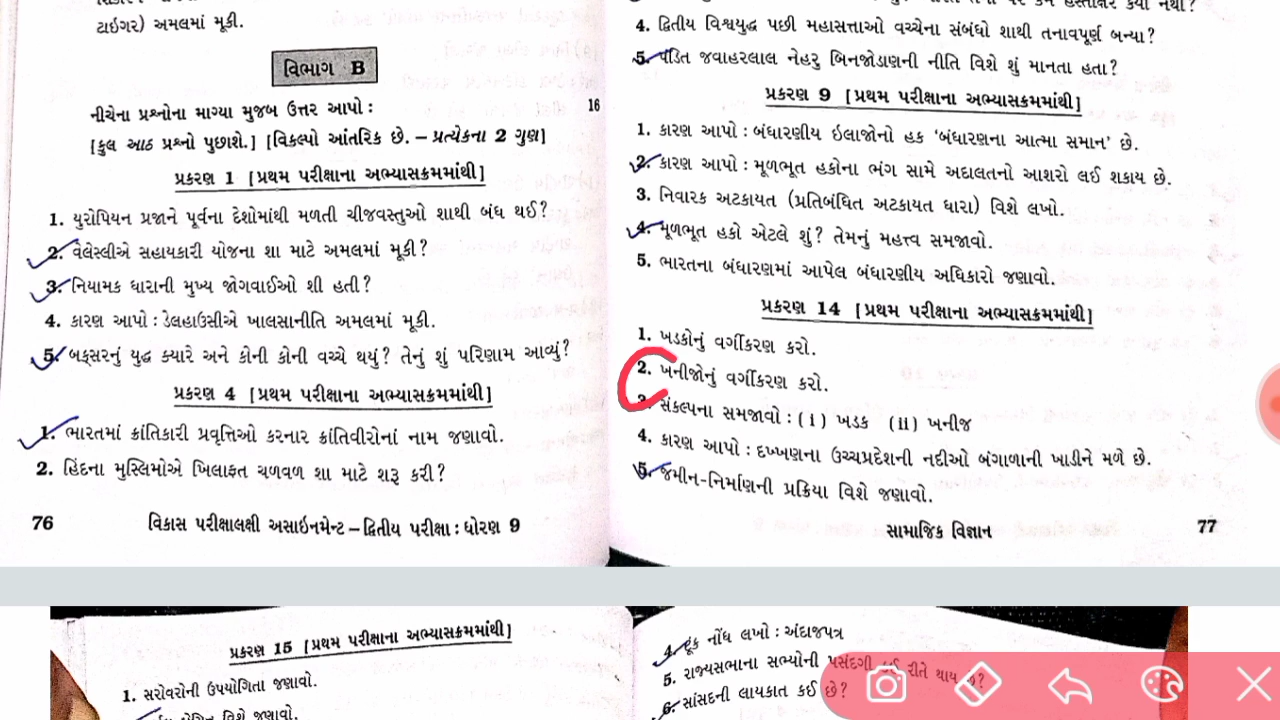 ટાઈગર) અમલમાં મૂકી.
વિભાગ B
નીચેના પ્રશ્નોના માગ્યા મુજબ ઉત્તર આપો : 16
[કુલ આઠ પ્રશ્નો પુછાશે.] [વિકલ્પો આંતરિક છે. – પ્રત્યેકના 2 ગુણ]
પ્રકરણ 1 [પ્રથમ પરીક્ષાના અભ્યાસક્રમમાંથી]
1. યુરોપિયન પ્રજાને પૂર્વના દેશોમાંથી મળતી ચીજવસ્તુઓ શાથી બંધ થઈ?
2. વેલેસ્લીએ સહાયકારી યોજના શા માટે અમલમાં મૂકી?
3. નિયામક ધારાની મુખ્ય જોગવાઈઓ શી હતી?
4. કારણ આપો : ડેલહાઉસીએ ખાલસાનીતિ અમલમાં મૂકી.
5. બક્સરનું યુદ્ધ ક્યારે અને કોની કોની વચ્ચે થયું? તેનું શું પરિણામ આવ્યું?
પ્રકરણ 4 [પ્રથમ પરીક્ષાના અભ્યાસક્રમમાંથી]
1. ભારતમાં ક્રાંતિકારી પ્રવૃત્તિઓ કરનાર ક્રાંતિવીરોનાં નામ જણાવો.
2. હિંદના મુસ્લિમોએ ખિલાફત ચળવળ શા માટે શરૂ કરી?
76 વિકાસ પરીક્ષાલક્ષી અસાઇનમેન્ટ – દ્વિતીય પરીક્ષા : ધોરણ 9
4. દ્વિતીય વિશ્વયુદ્ધ પછી મહાસત્તાઓ વચ્ચેના સંબંધો શાથી તનાવપૂર્ણ બન્યા?
5. પંડિત જવાહરલાલ નેહરુ બિનજોડાણની નીતિ વિશે શું માનતા હતા?
પ્રકરણ 9 [પ્રથમ પરીક્ષાના અભ્યાસક્રમમાંથી]
1. કારણ આપો : બંધારણીય ઇલાજોનો હક ‘બંધારણના આત્મા સમાન’ છે.
2. કારણ આપો : મૂળભૂત હકોના ભંગ સામે અદાલતનો આશરો લઈ શકાય છે.
3. નિવારક અટકાયત (પ્રતિબંધિત અટકાયત ધારા) વિશે લખો.
4. મૂળભૂત હકો એટલે શું? તેમનું મહત્ત્વ સમજાવો.
5. ભારતના બંધારણમાં આપેલ બંધારણીય અધિકારો જણાવો.
પ્રકરણ 14 [પ્રથમ પરીક્ષાના અભ્યાસક્રમમાંથી]
1. ખડકોનું વર્ગીકરણ કરો.
2. ખનીજોનું વર્ગીકરણ કરો.
3. સંકલ્પના સમજાવો : (i) ખડક (ii) ખનીજ
4. કારણ આપો : દખ્ખણના ઉચ્ચપ્રદેશની નદીઓ બંગાળાની ખાડીને મળે છે.
5. જમીન-નિર્માણની પ્રક્રિયા વિશે જણાવો.
સામાજિક વિજ્ઞાન 77
પ્રકરણ 15 [પ્રથમ પરીક્ષાના અભ્યાસક્રમમાંથી]
1. સરોવરોની ઉપયોગિતા જણાવો.
વિશે જણાવો.
4. ટૂંક નોંધ લખો : અંદાજપત્ર
5. રાજ્યસભાના સભ્યોની પસંદગી કઈ રીતે થાય છે?
6. સાંસદની લાયકાત કઈ છે?